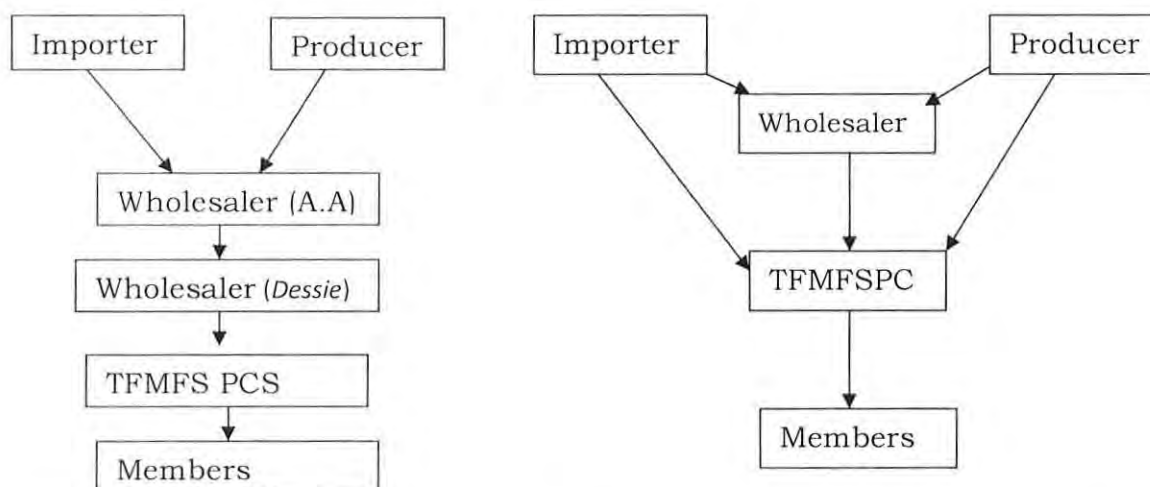 Importer
Producer
Wholesaler (A.A)
Wholesaler (Dessie)
TFMFS PCS
Members
Importer
Producer
Wholesaler
TFMFSPC
Members